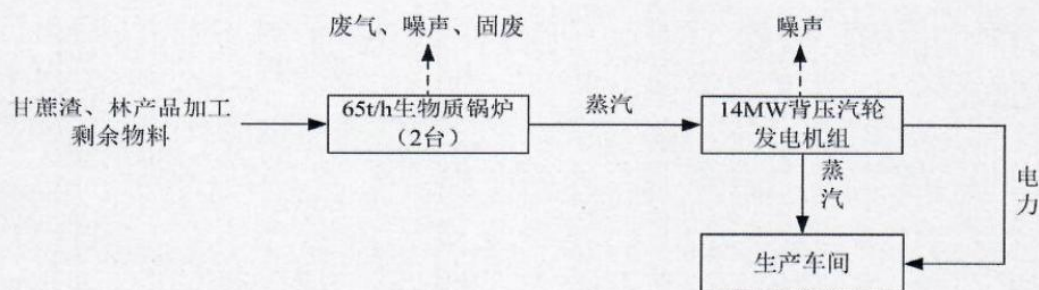 废气、噪声、固废
噪声
甘蔗渣、林产品加工
剩余物料
65t/h生物质锅炉
（2台）
蒸汽
14MW背压汽轮
发电机组
蒸
汽
电
力
生产车间